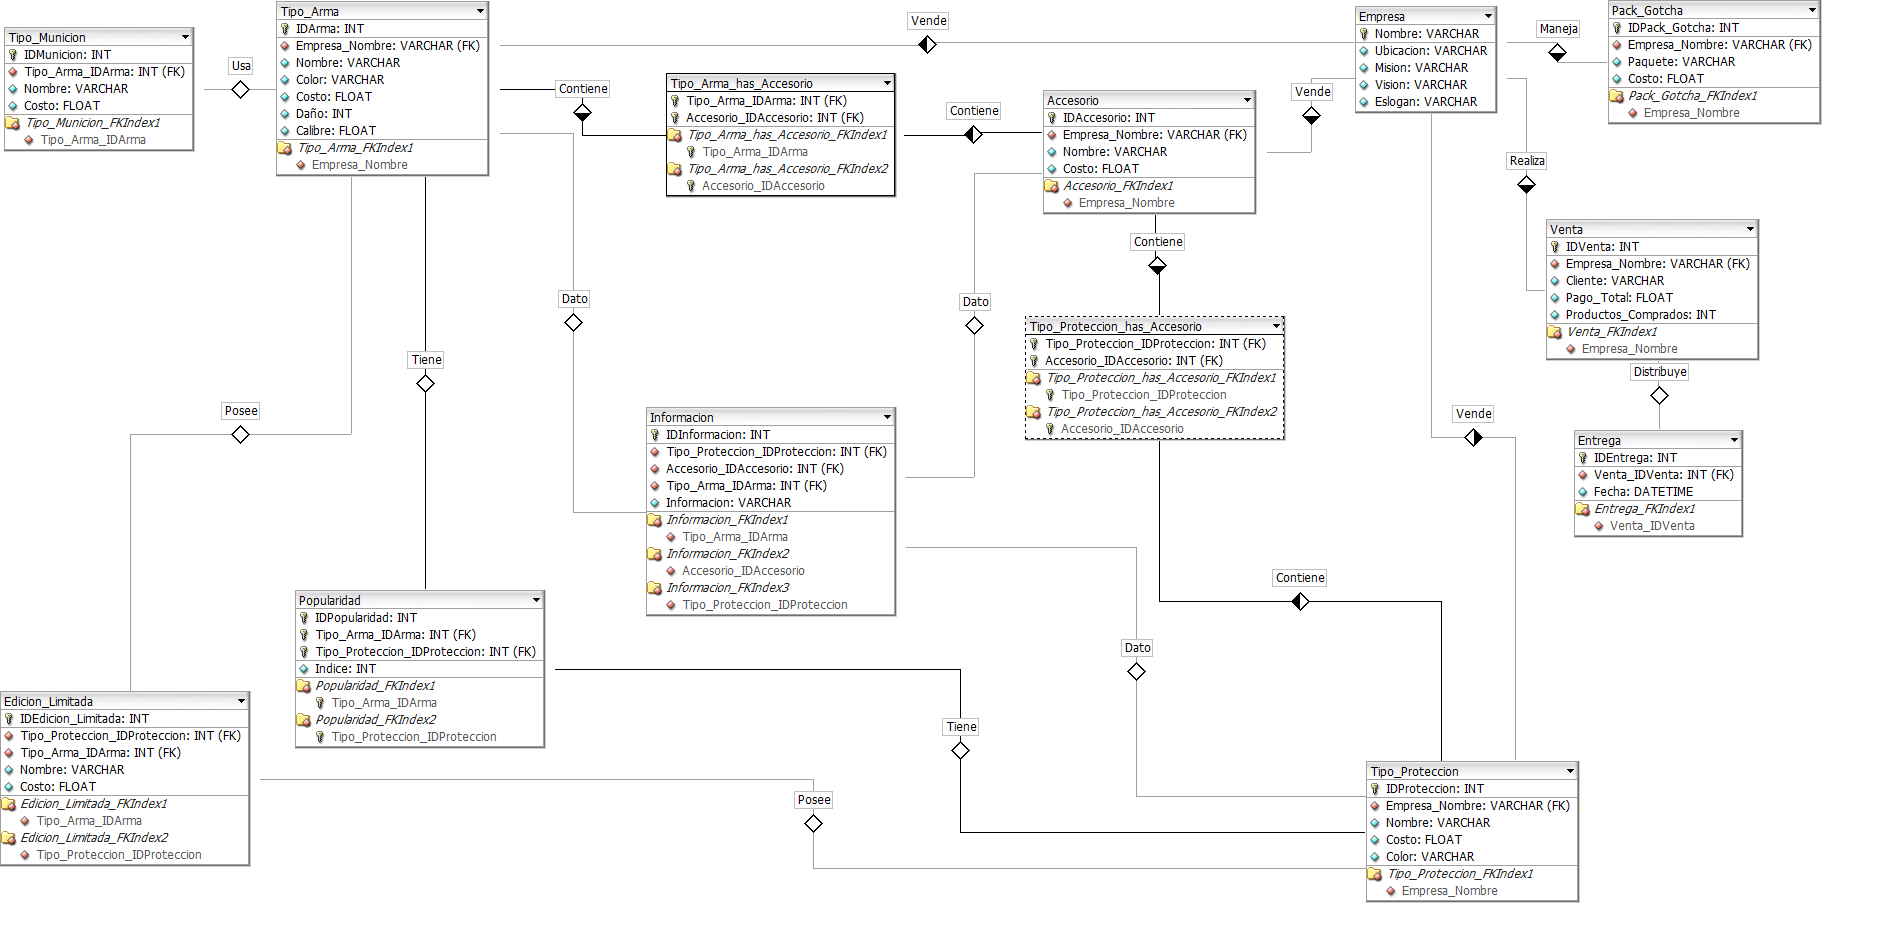 Tipo_Municion
IDMunicion: INT
Tipo_Arma_IDArma: INT (FK)
Nombre: VARCHAR
Costo: FLOAT
Tipo_Municion_FKIndex1
Tipo_Arma_IDArma
Usa
Tipo_Arma
IDArma: INT
Empresa_Nombre: VARCHAR (FK)
Nombre: VARCHAR
Color: VARCHAR
Costo: FLOAT
Daño: INT
Calibre: FLOAT
Tipo_Arma_FKIndex1
Empresa_Nombre
Vende
Contiene
Tipo_Arma_has_Accesorio
Tipo_Arma_IDArma: INT (FK)
Accesorio_IDAccesorio: INT (FK)
Tipo_Arma_has_Accesorio_FKIndex1
Tipo_Arma_IDArma
Tipo_Arma_has_Accesorio_FKIndex2
Accesorio_IDAccesorio
Contiene
Accesorio
IDAccesorio: INT
Empresa_Nombre: VARCHAR (FK)
Nombre: VARCHAR
Costo: FLOAT
Accesorio_FKIndex1
Empresa_Nombre
Vende
Empresa
Nombre: VARCHAR
Ubicacion: VARCHAR
Mision: VARCHAR
Vision: VARCHAR
Eslogan: VARCHAR
Maneja
Pack_Gotcha
IDPack_Gotcha: INT
Empresa_Nombre: VARCHAR (FK)
Paquete: VARCHAR
Costo: FLOAT
Pack_Gotcha_FKIndex1
Empresa_Nombre
Realiza
Venta
IDVenta: INT
Empresa_Nombre: VARCHAR (FK)
Cliente: VARCHAR
Pago_Total: FLOAT
Productos_Comprados: INT
Venta_FKIndex1
Empresa_Nombre
Distribuye
Entrega
IDEntrega: INT
Venta_IDVenta: INT (FK)
Fecha: DATETIME
Entrega_FKIndex1
Venta_IDVenta
Contiene
Dato
Dato
Tipo_Proteccion_has_Accesorio
Tipo_Proteccion_IDProteccion: INT (FK)
Accesorio_IDAccesorio: INT (FK)
Tipo_Proteccion_has_Accesorio_FKIndex1
Tipo_Proteccion_IDProteccion
Tipo_Proteccion_has_Accesorio_FKIndex2
Accesorio_IDAccesorio
Tiene
Posee
Vende
Informacion
IDInformacion: INT
Tipo_Proteccion_IDProteccion: INT (FK)
Accesorio_IDAccesorio: INT (FK)
Tipo_Arma_IDArma: INT (FK)
Informacion: VARCHAR
Informacion_FKIndex1
Tipo_Arma_IDArma
Informacion_FKIndex2
Accesorio_IDAccesorio
Informacion_FKIndex3
Tipo_Proteccion_IDProteccion
Contiene
Popularidad
IDPopularidad: INT
Tipo_Arma_IDArma: INT (FK)
Tipo_Proteccion_IDProteccion: INT (FK)
Indice: INT
Popularidad_FKIndex1
Tipo_Arma_IDArma
Popularidad_FKIndex2
Tipo_Proteccion_IDProteccion
Dato
Tiene
Edicion_Limitada
IDEdicion_Limitada: INT
Tipo_Proteccion_IDProteccion: INT (FK)
Tipo_Arma_IDArma: INT (FK)
Nombre: VARCHAR
Costo: FLOAT
Edicion_Limitada_FKIndex1
Tipo_Arma_IDArma
Edicion_Limitada_FKIndex2
Tipo_Proteccion_IDProteccion
Posee
Tipo_Proteccion
IDProteccion: INT
Empresa_Nombre: VARCHAR (FK)
Nombre: VARCHAR
Costo: FLOAT
Color: VARCHAR
Tipo_Proteccion_FKIndex1
Empresa_Nombre